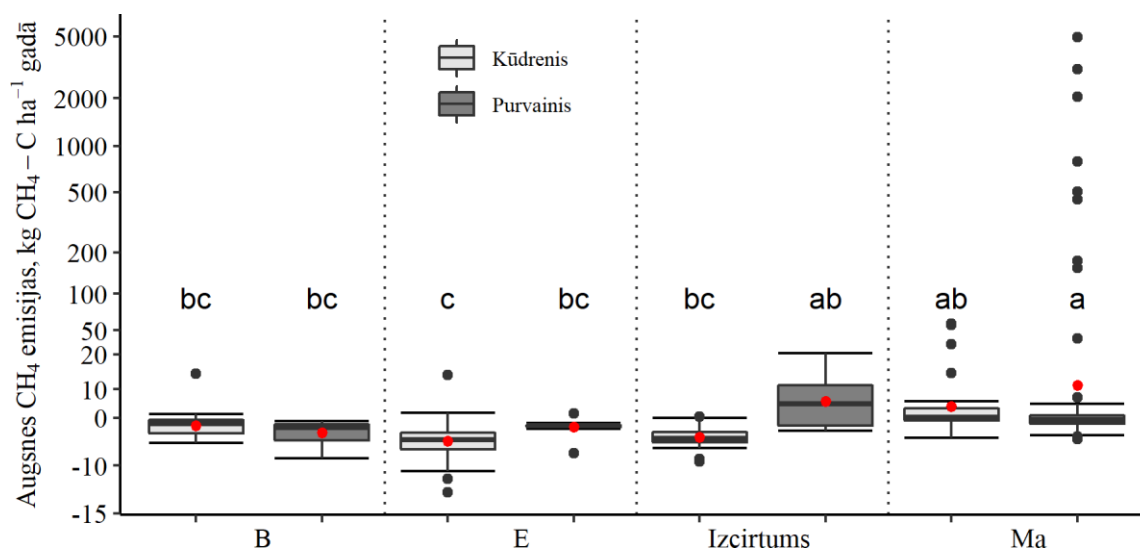 Augsnes CH₄ emisijas, kg CH₄ – C ha⁻¹ gadā
5000
2000
1000
500
200
100
50
20
10
0
-10
-15
Kūdrenis
Purvainis
bc
bc
c
bc
bc
ab
ab
a
B
E
Izcirtums
Ma